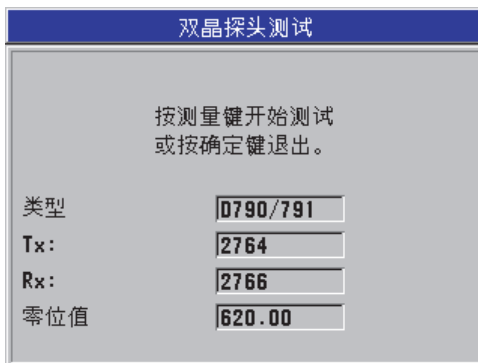 双晶探头测试
按测量键开始测试
或按确定键退出。
类型 D790/791
Tx: 2764
Rx: 2766
零位值 620.00